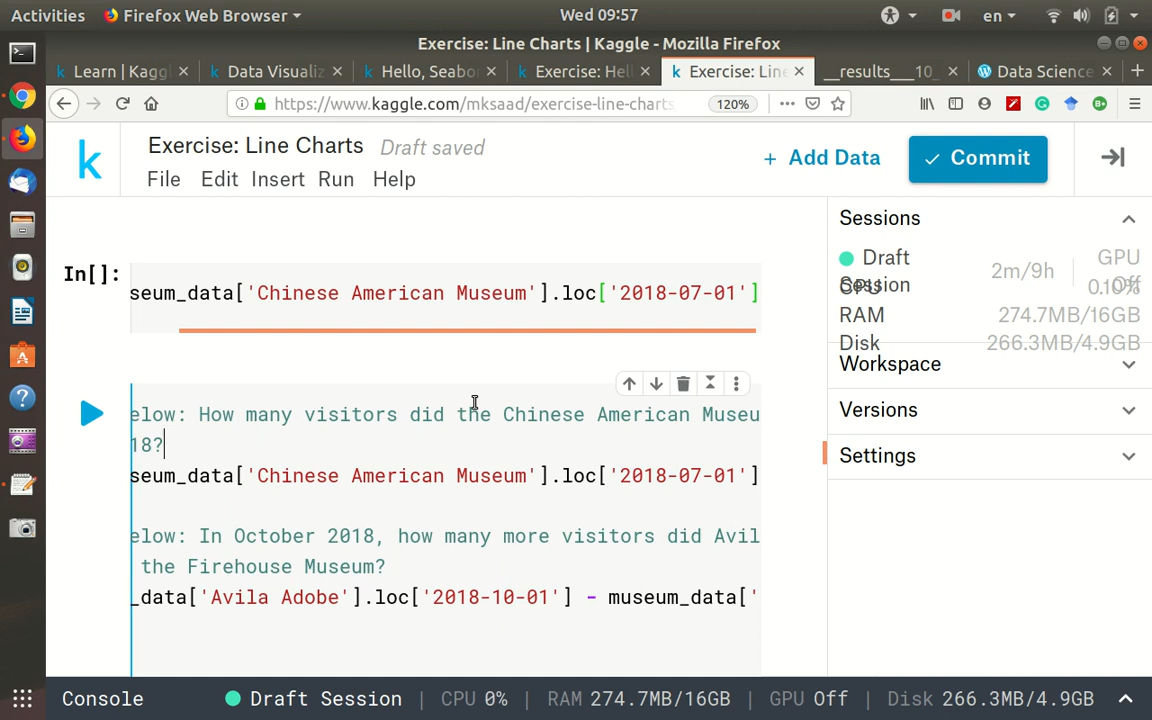 Activities Firefox Web Browser Wed 09:57 en
Exercise: Line Charts | Kaggle - Mozilla Firefox
Learn | Kagg Data Visualiz Hello, Seabor Exercise: Hel Exercise: Line __results___10_ Data Science
https://www.kaggle.com/mksaad/exercise-line-charts 120%
k Exercise: Line Charts Draft saved
+ Add Data Commit
File Edit Insert Run Help
Sessions
Draft Session 2m/9h GPU Off
CPU 0.10%
RAM 274.7MB/16GB
Disk 266.3MB/4.9GB
Workspace
Versions
Settings
In[]:
seum_data['Chinese American Museum'].loc['2018-07-01']
elow: How many visitors did the Chinese American Museu
18?
seum_data['Chinese American Museum'].loc['2018-07-01']
elow: In October 2018, how many more visitors did Avil
the Firehouse Museum?
_data['Avila Adobe'].loc['2018-10-01'] - museum_data['
Console Draft Session | CPU 0% | RAM 274.7MB/16GB | GPU Off | Disk 266.3MB/4.9GB